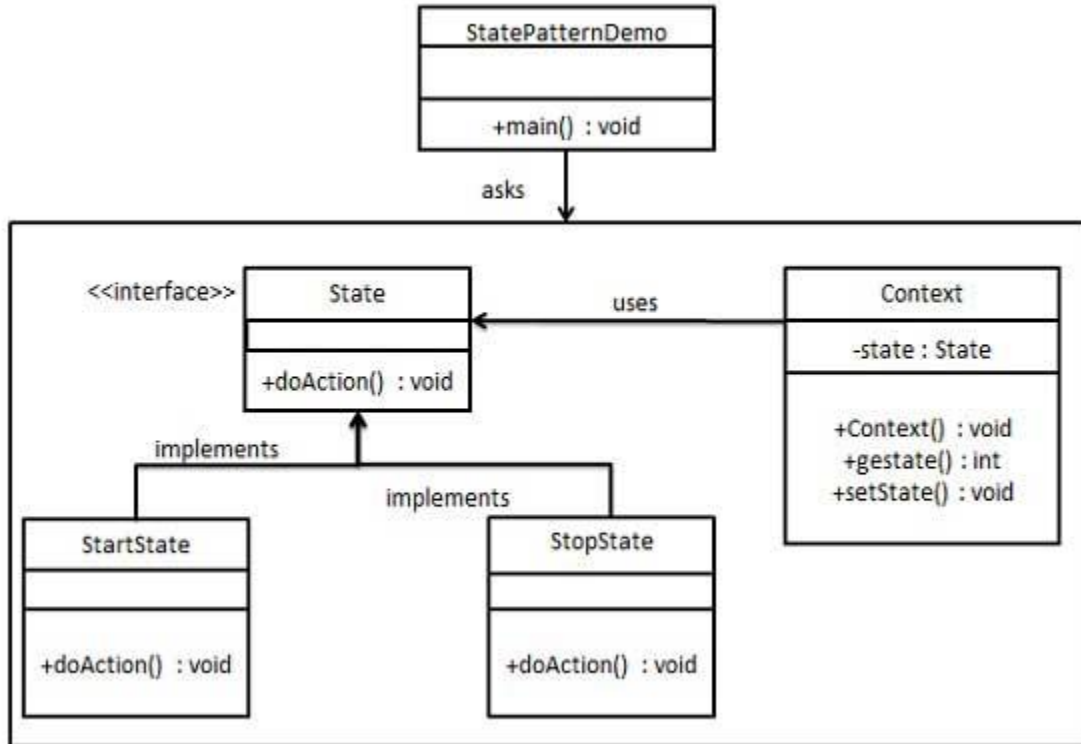 StatePatternDemo
+main() : void
asks
<<interface>>
State
+doAction() : void
uses
Context
-state : State
+Context() : void
+gestate() : int
+setState() : void
implements
implements
StartState
+doAction() : void
StopState
+doAction() : void